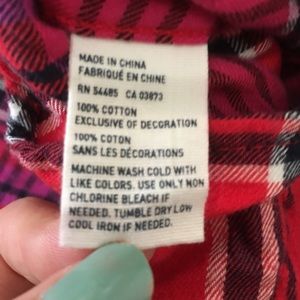 MADE IN CHINA
FABRIQUÉ EN CHINE
RN 54485 CA 03873
100% COTTON
EXCLUSIVE OF DECORATION
100% COTTON
SANS LES DÉCORATIONS
MACHINE WASH COLD WITH
LIKE COLORS. USE ONLY NON
CHLORINE BLEACH IF
NEEDED. TUMBLE DRY LOW
COOL IRON IF NEEDED.